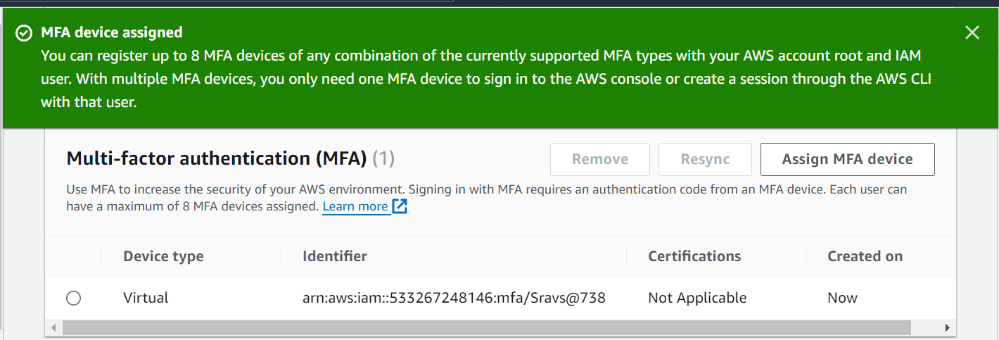 MFA device assigned
You can register up to 8 MFA devices of any combination of the currently supported MFA types with your AWS account root and IAM
user. With multiple MFA devices, you only need one MFA device to sign in to the AWS console or create a session through the AWS CLI
with that user.
Multi-factor authentication (MFA) (1)
Remove
Resync
Assign MFA device
Use MFA to increase the security of your AWS environment. Signing in with MFA requires an authentication code from an MFA device. Each user can
have a maximum of 8 MFA devices assigned. Learn more
Device type Identifier Certifications Created on
Virtual arn:aws:iam::533267248146:mfa/Sravs@738 Not Applicable Now